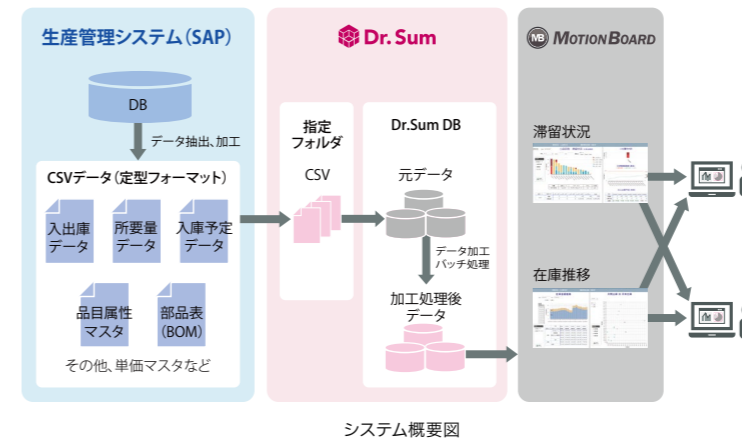 生産管理システム（SAP）
DB
データ抽出、加工
CSVデータ（定型フォーマット）
入出庫
データ
所要量
データ
入庫予定
データ
品目属性
マスタ
部品表
（BOM）
その他、単価マスタなど
Dr.Sum
指定
フォルダ
CSV
Dr.Sum DB
元データ
データ加工
バッチ処理
加工処理後
データ
MB MOTIONBOARD
滞留状況
在庫推移
システム概要図